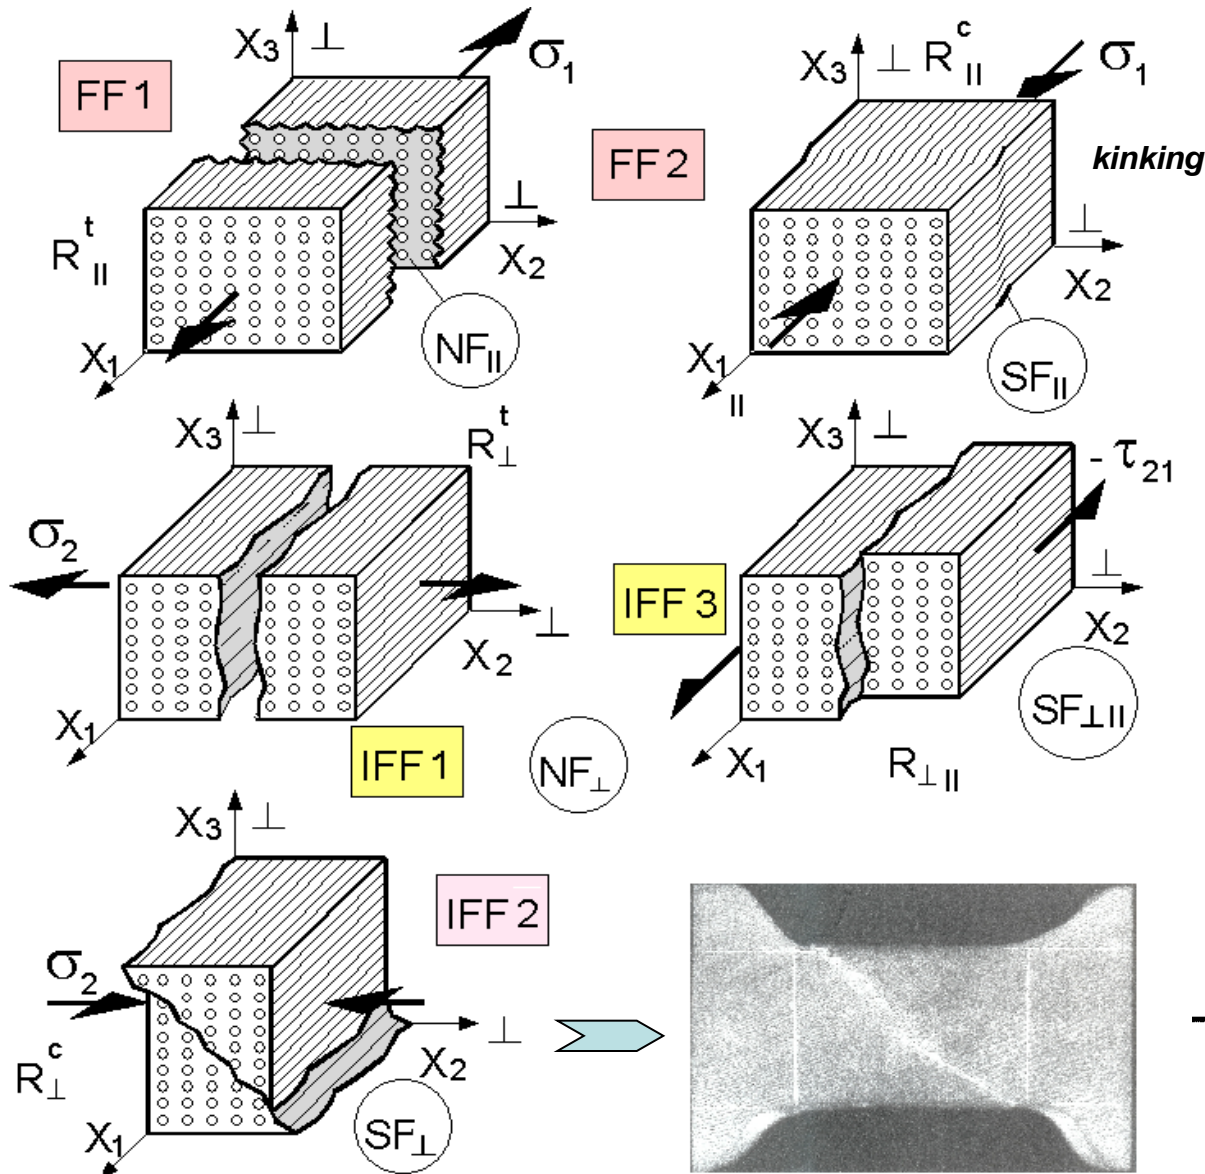 FF1
X3 ⊥
σ1
R t ||
⊥
X2
X1
NF||
FF2
X3 ⊥ R c ||
σ1
kinking
⊥
X2
X1
||
SF||
X3 ⊥
R t ⊥
σ2
X2 ⊥
X1
IFF1
NF⊥
X3 ⊥
- τ21
IFF3
⊥
X2
SF⊥||
X1
R⊥||
X3 ⊥
IFF2
σ2
⊥
X2
R c ⊥
X1
SF⊥